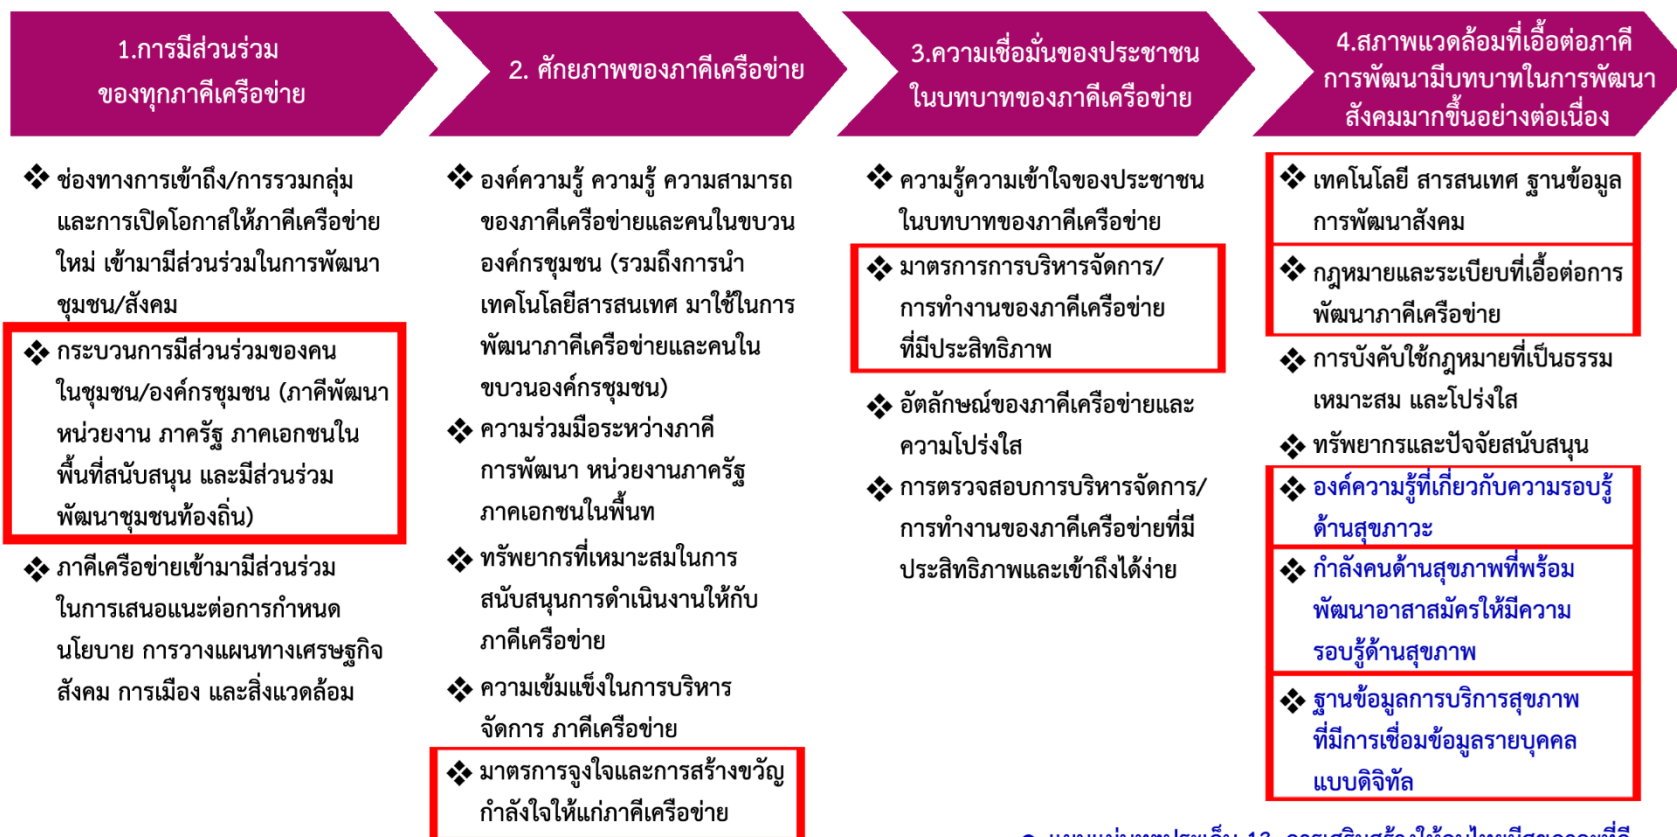 1.การมีส่วนร่วม
ของทุกภาคีเครือข่าย
❖ ช่องทางการเข้าถึง/การรวมกลุ่ม
และการเปิดโอกาสให้ภาคีเครือข่าย
ใหม่ เข้ามามีส่วนร่วมในการพัฒนา
ชุมชน/สังคม
❖ กระบวนการมีส่วนร่วมของคน
ในชุมชน/องค์กรชุมชน (ภาคีพัฒนา
หน่วยงาน ภาครัฐ ภาคเอกชนใน
พื้นที่สนับสนุน และมีส่วนร่วม
พัฒนาชุมชนท้องถิ่น)
❖ ภาคีเครือข่ายเข้ามามีส่วนร่วม
ในการเสนอแนะต่อการกำหนด
นโยบาย การวางแผนทางเศรษฐกิจ
สังคม การเมือง และสิ่งแวดล้อม
2. ศักยภาพของภาคีเครือข่าย
❖ องค์ความรู้ ความรู้ ความสามารถ
ของภาคีเครือข่ายและคนในขบวน
องค์กรชุมชน (รวมถึงการนำ
เทคโนโลยีสารสนเทศ มาใช้ในการ
พัฒนาภาคีเครือข่ายและคนใน
ขบวนองค์กรชุมชน)
❖ ความร่วมมือระหว่างภาคี
การพัฒนา หน่วยงานภาครัฐ
ภาคเอกชนในพื้นท
❖ ทรัพยากรที่เหมาะสมในการ
สนับสนุนการดำเนินงานให้กับ
ภาคีเครือข่าย
❖ ความเข้มแข็งในการบริหาร
จัดการ ภาคีเครือข่าย
❖ มาตรการจูงใจและการสร้างขวัญ
กำลังใจให้แก่ภาคีเครือข่าย
3.ความเชื่อมั่นของประชาชน
ในบทบาทของภาคีเครือข่าย
❖ ความรู้ความเข้าใจของประชาชน
ในบทบาทของภาคีเครือข่าย
❖ มาตรการการบริหารจัดการ/
การทำงานของภาคีเครือข่าย
ที่มีประสิทธิภาพ
❖ อัตลักษณ์ของภาคีเครือข่ายและ
ความโปร่งใส
❖ การตรวจสอบการบริหารจัดการ/
การทำงานของภาคีเครือข่ายที่มี
ประสิทธิภาพและเข้าถึงได้ง่าย
4.สภาพแวดล้อมที่เอื้อต่อภาคี
การพัฒนามีบทบาทในการพัฒนา
สังคมมากขึ้นอย่างต่อเนื่อง
❖ เทคโนโลยี สารสนเทศ ฐานข้อมูล
การพัฒนาสังคม
❖ กฎหมายและระเบียบที่เอื้อต่อการ
พัฒนาภาคีเครือข่าย
❖ การบังคับใช้กฎหมายที่เป็นธรรม
เหมาะสม และโปร่งใส
❖ ทรัพยากรและปัจจัยสนับสนุน
❖ องค์ความรู้ที่เกี่ยวกับความรอบรู้
ด้านสุขภาวะ
❖ กำลังคนด้านสุขภาพที่พร้อม
พัฒนาอาสาสมัครให้มีความ
รอบรู้ด้านสุขภาพ
❖ ฐานข้อมูลการบริการสุขภาพ
ที่มีการเชื่อมข้อมูลรายบุคคล
แบบดิจิทัล